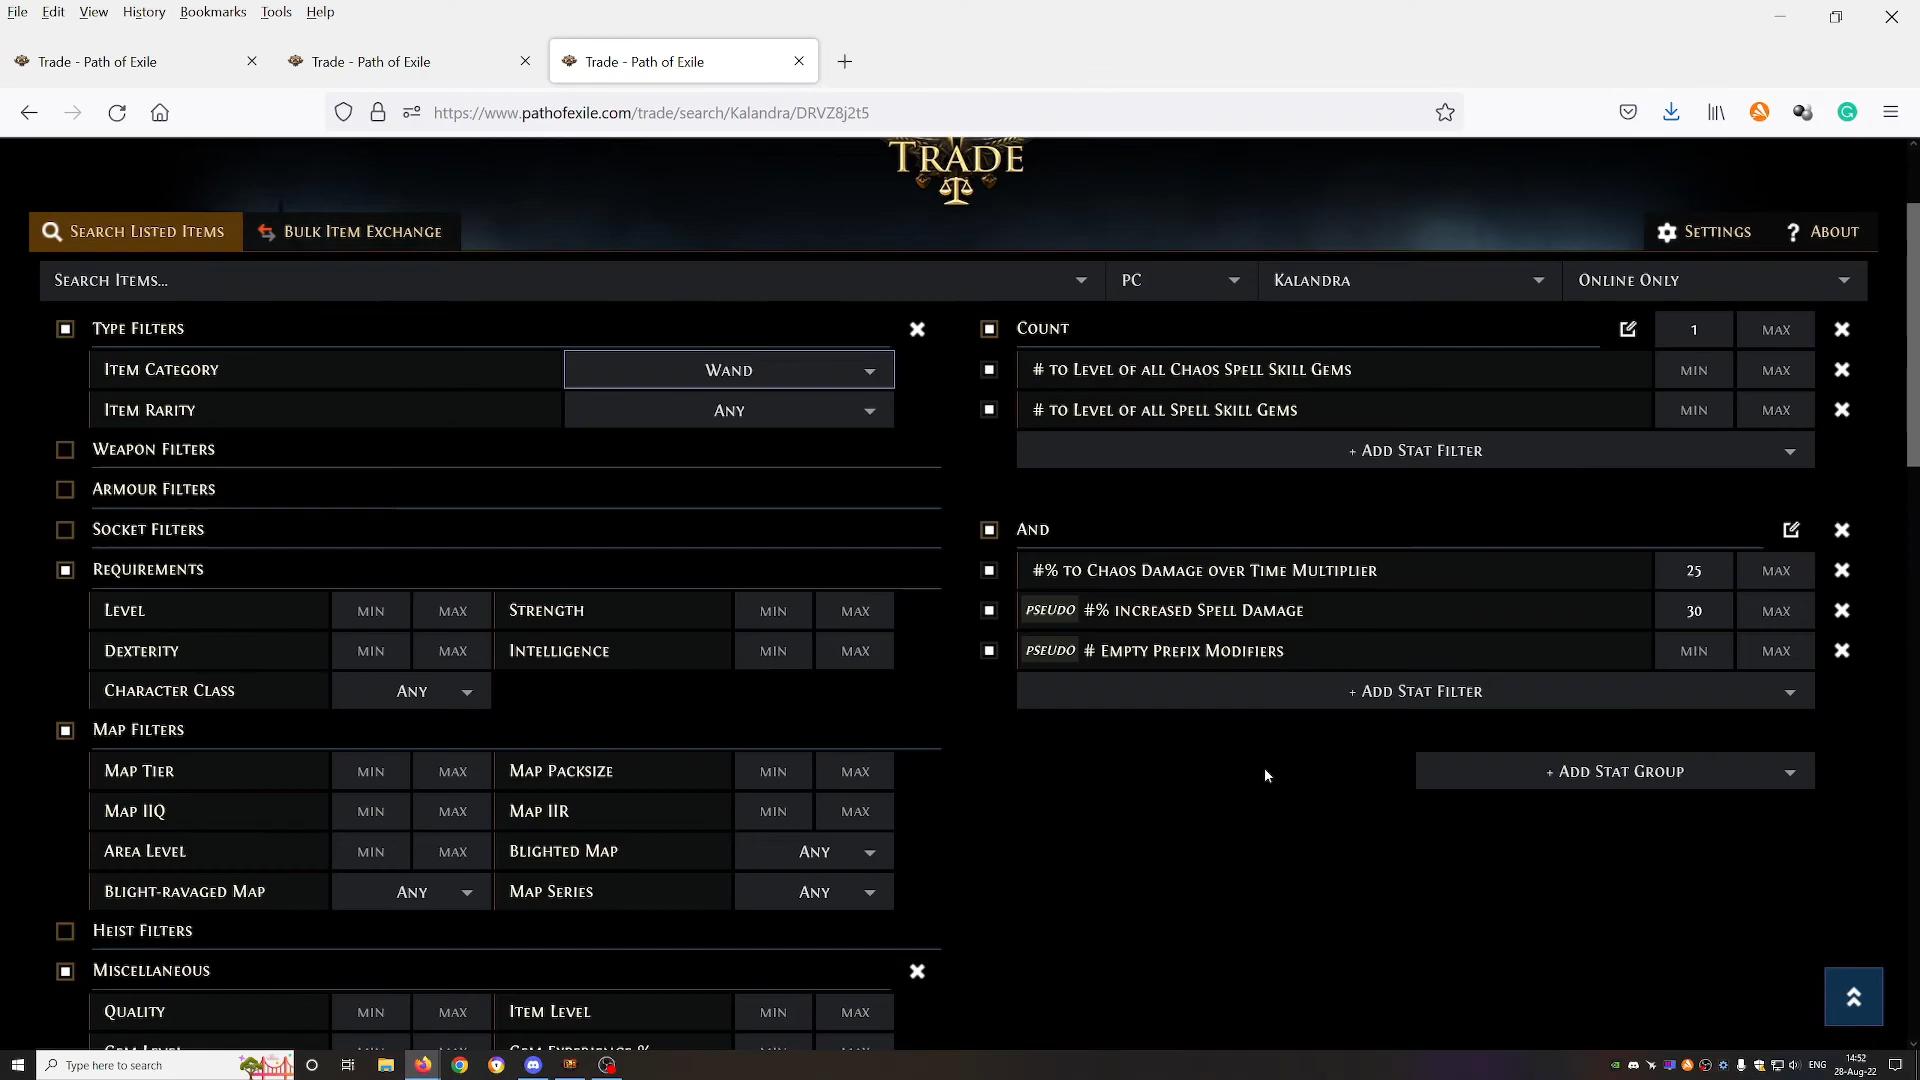 File Edit View History Bookmarks Tools Help
Trade - Path of Exile Trade - Path of Exile Trade - Path of Exile
https://www.pathofexile.com/trade/search/Kalandra/DRVZ8j2t5
TRADE
SEARCH LISTED ITEMS BULK ITEM EXCHANGE SETTINGS ? ABOUT
SEARCH ITEMS... PC KALANDRA ONLINE ONLY
TYPE FILTERS COUNT 1 MAX
ITEM CATEGORY WAND # TO LEVEL OF ALL CHAOS SPELL SKILL GEMS MIN MAX
ITEM RARITY ANY # TO LEVEL OF ALL SPELL SKILL GEMS MIN MAX
WEAPON FILTERS + ADD STAT FILTER
ARMOUR FILTERS
SOCKET FILTERS AND
REQUIREMENTS #% TO CHAOS DAMAGE OVER TIME MULTIPLIER 25 MAX
LEVEL MIN MAX STRENGTH MIN MAX PSEUDO #% INCREASED SPELL DAMAGE 30 MAX
DEXTERITY MIN MAX INTELLIGENCE MIN MAX PSEUDO # EMPTY PREFIX MODIFIERS MIN MAX
CHARACTER CLASS ANY + ADD STAT FILTER
MAP FILTERS
MAP TIER MIN MAX MAP PACKSIZE MIN MAX + ADD STAT GROUP
MAP IIQ MIN MAX MAP IIR MIN MAX
AREA LEVEL MIN MAX BLIGHTED MAP ANY
BLIGHT-RAVAGED MAP ANY MAP SERIES ANY
HEIST FILTERS
MISCELLANEOUS
QUALITY MIN MAX ITEM LEVEL MIN MAX
GEM LEVEL GEM EXPERIENCE %
Type here to search ENG 14:52
28-Aug-22